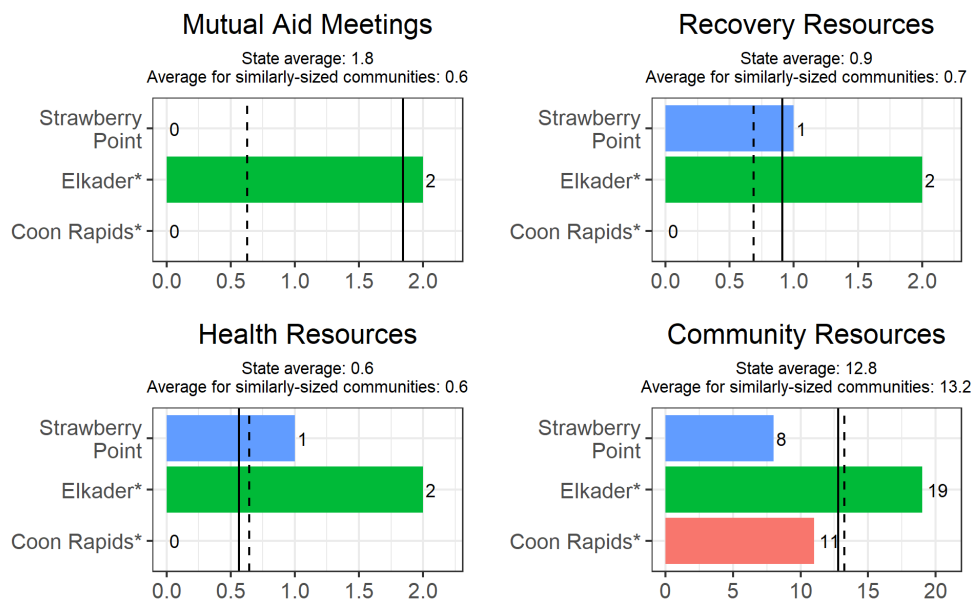 Mutual Aid Meetings
State average: 1.8
Average for similarly-sized communities: 0.6
Strawberry
Point
0
Elkader*
2
Coon Rapids*
0
0.0 0.5 1.0 1.5 2.0
Recovery Resources
State average: 0.9
Average for similarly-sized communities: 0.7
Strawberry
Point
1
Elkader*
2
Coon Rapids*
0
0.0 0.5 1.0 1.5 2.0
Health Resources
State average: 0.6
Average for similarly-sized communities: 0.6
Strawberry
Point
1
Elkader*
2
Coon Rapids*
0
0.0 0.5 1.0 1.5 2.0
Community Resources
State average: 12.8
Average for similarly-sized communities: 13.2
Strawberry
Point
8
Elkader*
19
Coon Rapids*
11
0 5 10 15 20